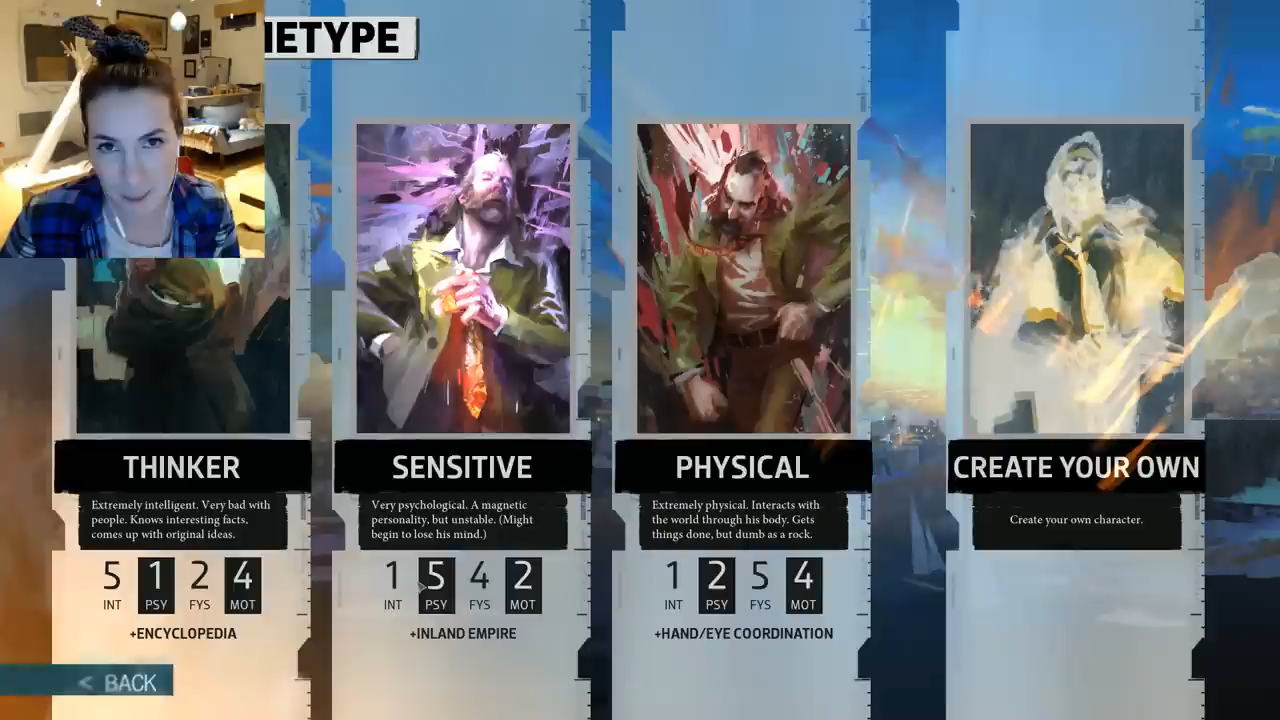 HETYPE
THINKER
Extremely intelligent. Very bad with
people. Knows interesting facts,
comes up with original ideas.
5 1 2 4
INT PSY FYS MOT
+ENCYCLOPEDIA
SENSITIVE
Very psychological. A magnetic
personality, but unstable. (Might
begin to lose his mind.)
1 5 4 2
INT PSY FYS MOT
+INLAND EMPIRE
PHYSICAL
Extremely physical. Interacts with
the world through his body. Gets
things done, but dumb as a rock.
1 2 5 4
INT PSY FYS MOT
+HAND/EYE COORDINATION
CREATE YOUR OWN
Create your own character.
< BACK